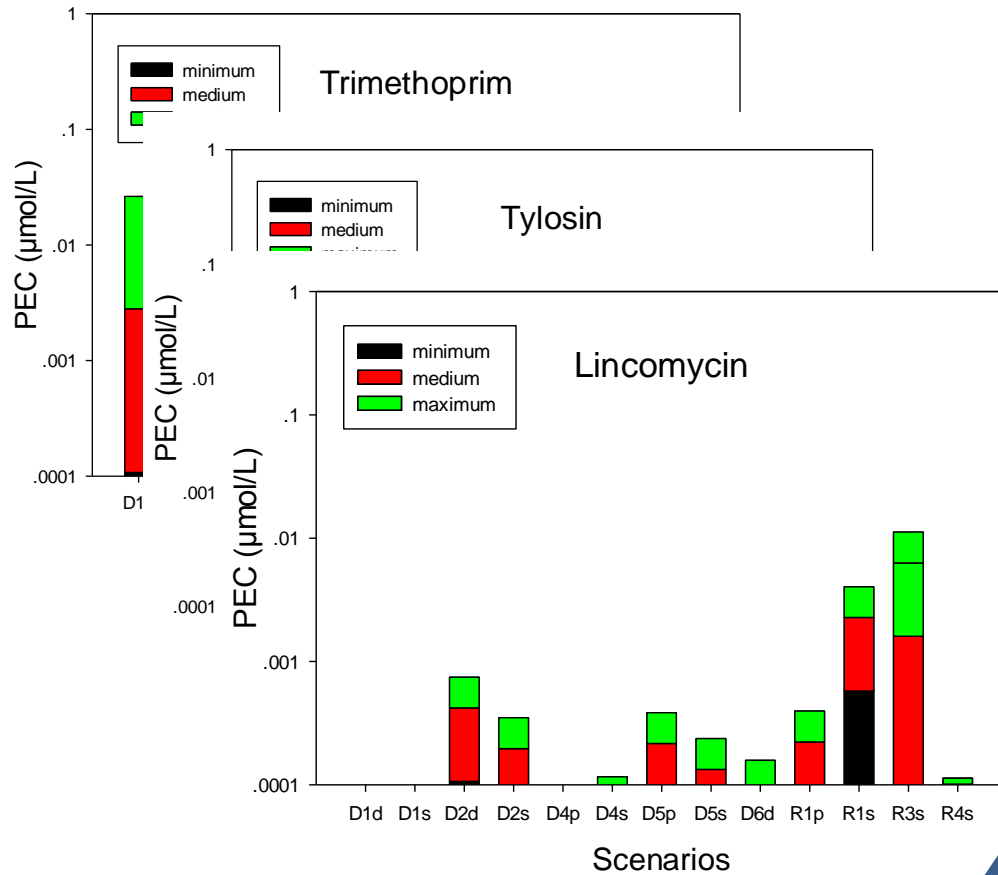 1
minimum
medium
Trimethoprim
.1
.01
.001
.0001
PEC (µmol/L)
D1
1
minimum
medium
Tylosin
.1
.01
.001
.0001
PEC (µmol/L)
1
minimum
medium
maximum
Lincomycin
.1
.01
.001
.0001
PEC (µmol/L)
D1d D1s D2d D2s D4p D4s D5p D5s D6d R1p R1s R3s R4s
Scenarios